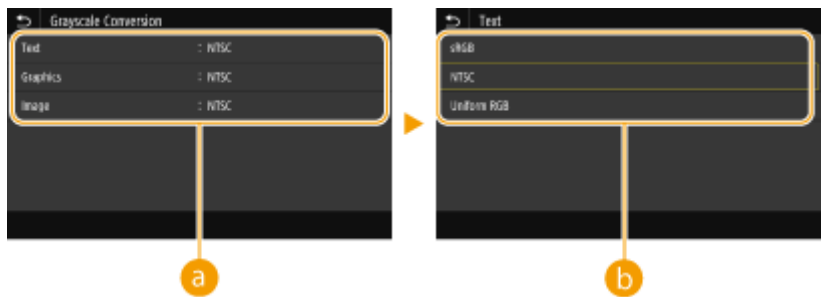 Grayscale Conversion
Text : NTSC
Graphics : NTSC
Image : NTSC
a
Text
sRGB
NTSC
Uniform RGB
b